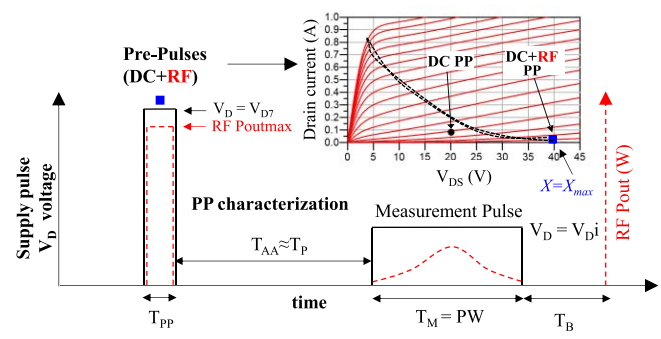 Pre-Pulses
(DC+RF)
V_D = V_D7
RF Poutmax
Supply pulse
V_D voltage
Drain current (A)
1.0
0.9
0.8
0.7
0.6
0.5
0.4
0.3
0.2
0.1
0.0
DC PP
DC+RF
PP
0 5 10 15 20 25 30 35 40 45
V_DS (V)
X=X_max
PP characterization
Measurement Pulse
T_AA≈T_P
V_D = V_Di
RF Pout (W)
time
T_PP
T_M = PW
T_B